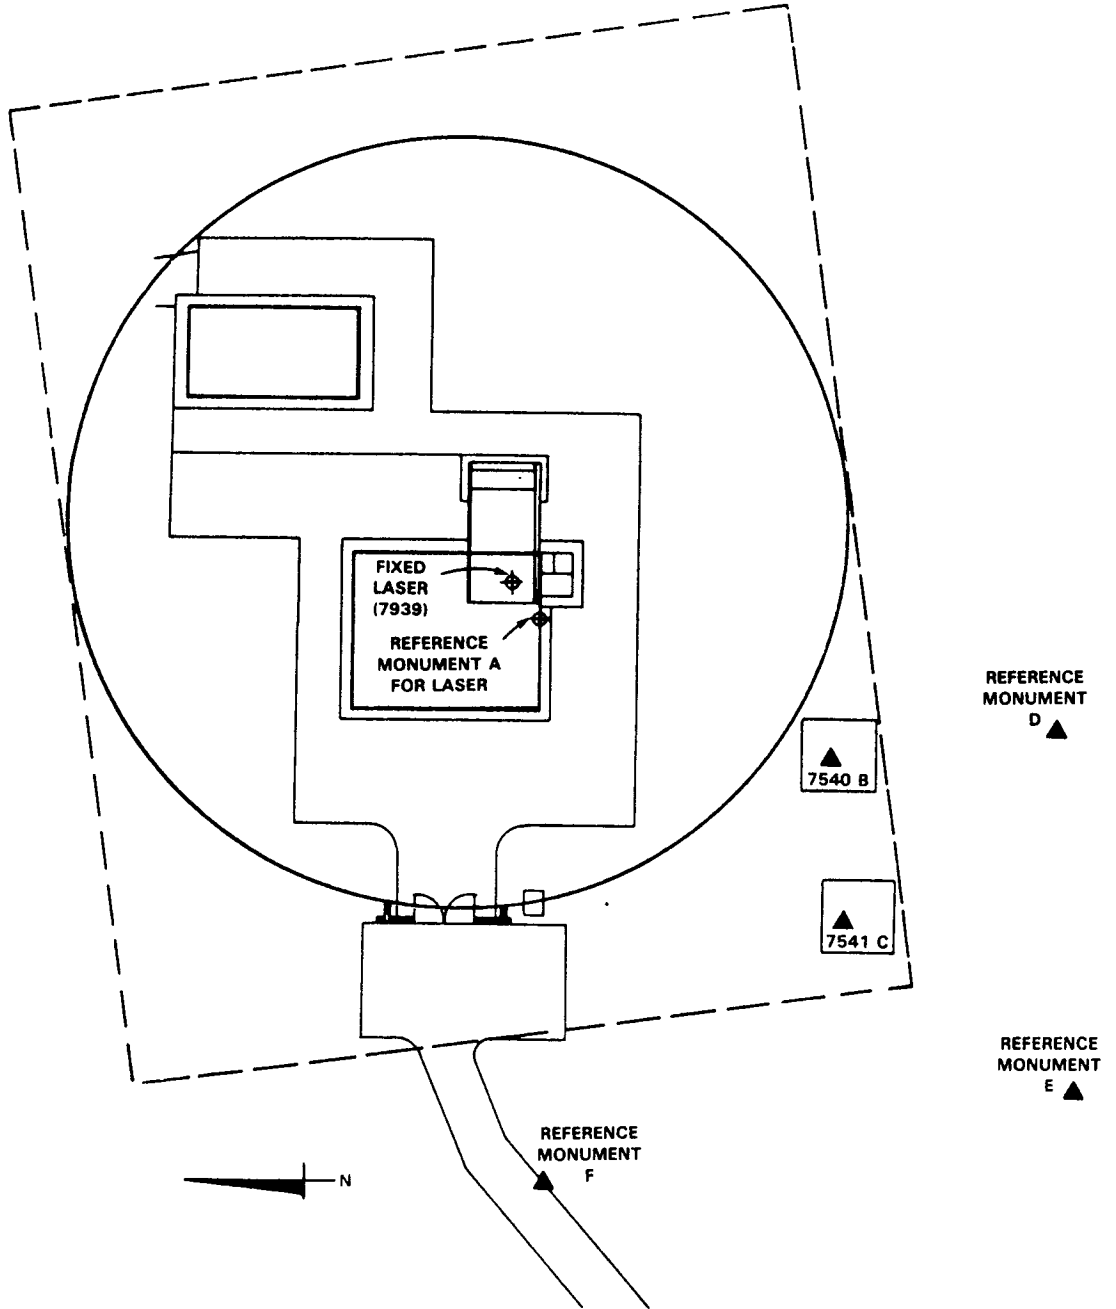 FIXED
LASER
(7939)
REFERENCE
MONUMENT A
FOR LASER
REFERENCE
MONUMENT
D
7540 B
7541 C
REFERENCE
MONUMENT
E
REFERENCE
MONUMENT
F
N